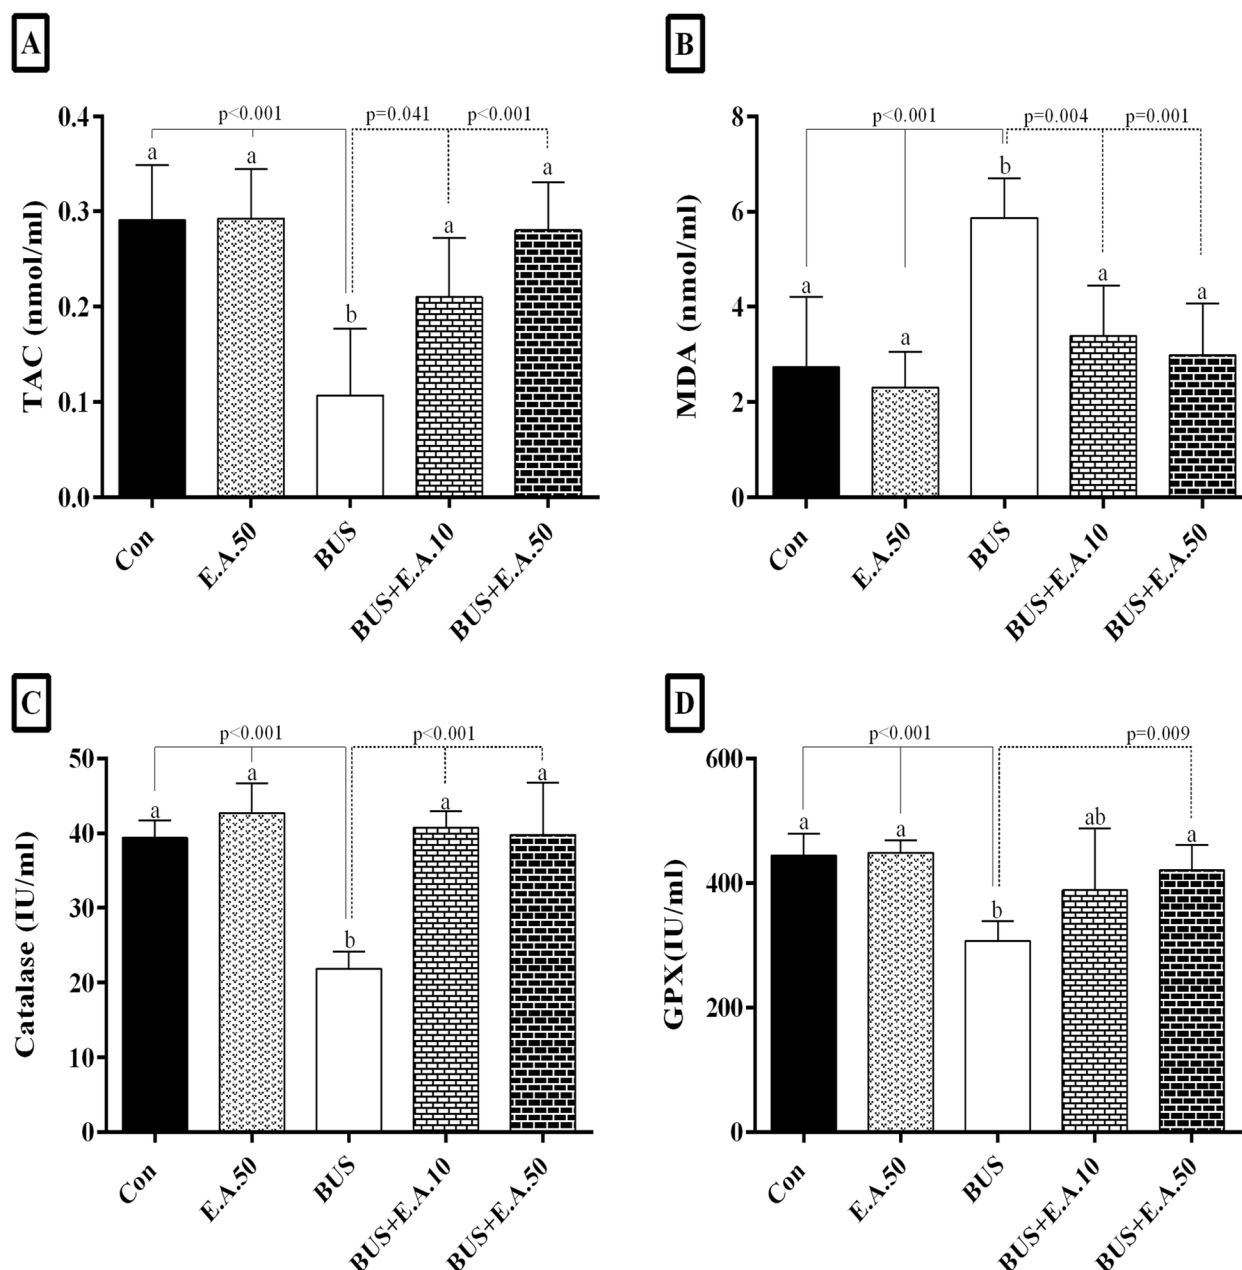 A
p<0.001 p=0.041 p<0.001
0.4
0.3
0.2
0.1
0.0
TAC (nmol/ml)
a a b a a
Con E.A.50 BUS BUS+E.A.10 BUS+E.A.50
B
p<0.001 p=0.004 p=0.001
8
6
4
2
0
MDA (nmol/ml)
a a b a a
Con E.A.50 BUS BUS+E.A.10 BUS+E.A.50
C
p<0.001 p<0.001
50
40
30
20
10
0
Catalase (IU/ml)
a a b a a
Con E.A.50 BUS BUS+E.A.10 BUS+E.A.50
D
p<0.001 p=0.009
600
400
200
0
GPX(IU/ml)
a a b ab a
Con E.A.50 BUS BUS+E.A.10 BUS+E.A.50